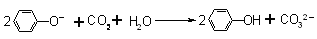 2 O⁻ + CO₂ + H₂O → 2 OH + CO₃²⁻